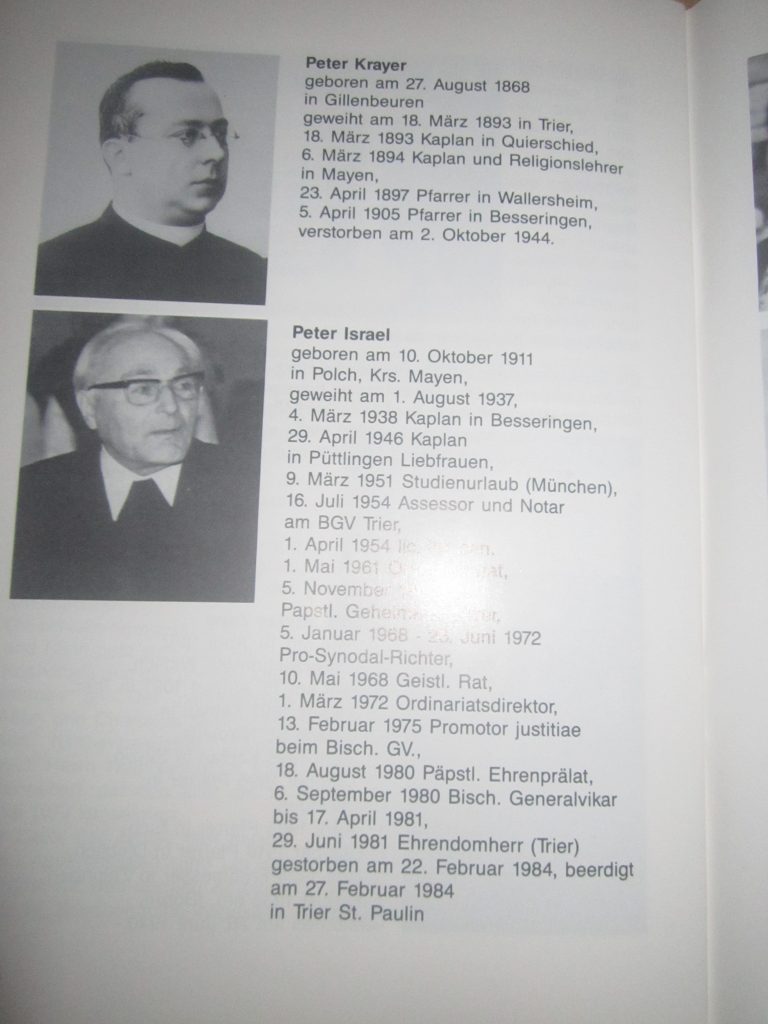 Peter Krayer
geboren am 27. August 1868
in Gillenbeuren
geweiht am 18. März 1893 in Trier,
18. März 1893 Kaplan in Quierschied,
6. März 1894 Kaplan und Religionslehrer
in Mayen,
23. April 1897 Pfarrer in Wallersheim,
5. April 1905 Pfarrer in Besseringen,
verstorben am 2. Oktober 1944.
Peter Israel
geboren am 10. Oktober 1911
in Polch, Krs. Mayen,
geweiht am 1. August 1937,
4. März 1938 Kaplan in Besseringen,
29. April 1946 Kaplan
in Püttlingen Liebfrauen,
9. März 1951 Studienurlaub (München),
16. Juli 1954 Assessor und Notar
am BGV Trier,
1. April 1954 lic.
1. Mai 1961
5. November
Papstl.
5. Januar 1968 - 23. Juni 1972
Pro-Synodal-Richter,
10. Mai 1968 Geistl. Rat,
1. März 1972 Ordinariatsdirektor,
13. Februar 1975 Promotor justitiae
beim Bisch. GV.,
18. August 1980 Päpstl. Ehrenprälat,
6. September 1980 Bisch. Generalvikar
bis 17. April 1981,
29. Juni 1981 Ehrendomherr (Trier)
gestorben am 22. Februar 1984, beerdigt
am 27. Februar 1984
in Trier St. Paulin